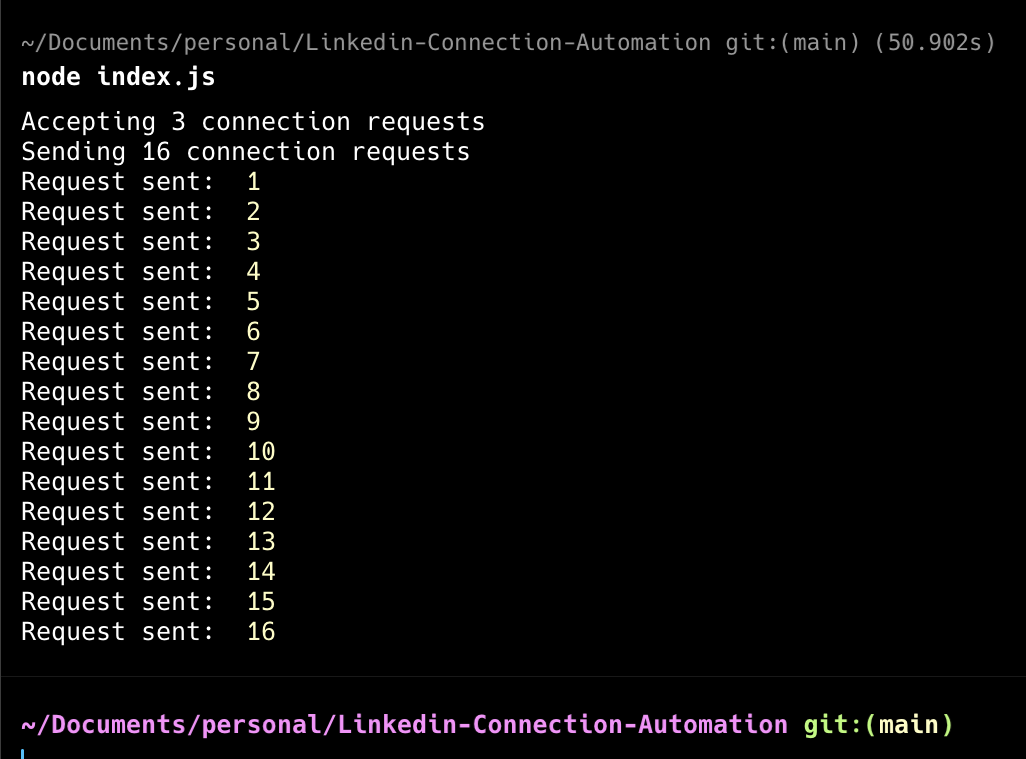 ~/Documents/personal/Linkedin-Connection-Automation git:(main) (50.902s)
node index.js
Accepting 3 connection requests
Sending 16 connection requests
Request sent:  1
Request sent:  2
Request sent:  3
Request sent:  4
Request sent:  5
Request sent:  6
Request sent:  7
Request sent:  8
Request sent:  9
Request sent:  10
Request sent:  11
Request sent:  12
Request sent:  13
Request sent:  14
Request sent:  15
Request sent:  16
~/Documents/personal/Linkedin-Connection-Automation git:(main)